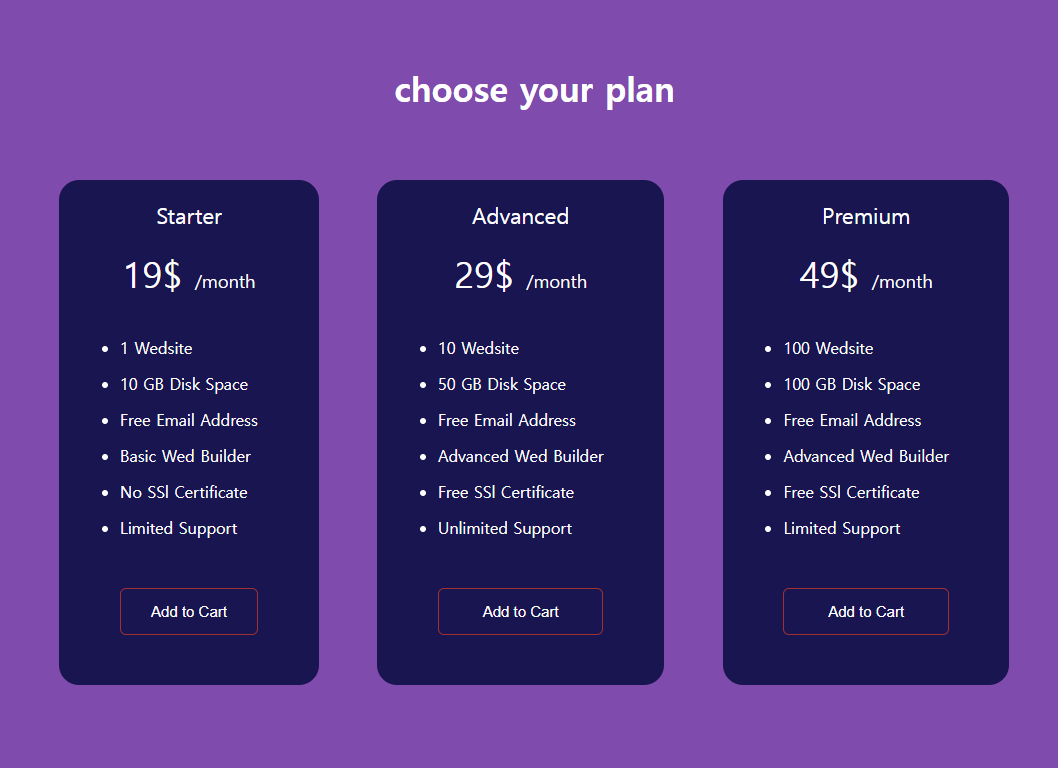 choose your plan
Starter
19$ /month
1 Wedsite
10 GB Disk Space
Free Email Address
Basic Wed Builder
No SSl Certificate
Limited Support
Add to Cart
Advanced
29$ /month
10 Wedsite
50 GB Disk Space
Free Email Address
Advanced Wed Builder
Free SSl Certificate
Unlimited Support
Add to Cart
Premium
49$ /month
100 Wedsite
100 GB Disk Space
Free Email Address
Advanced Wed Builder
Free SSl Certificate
Limited Support
Add to Cart